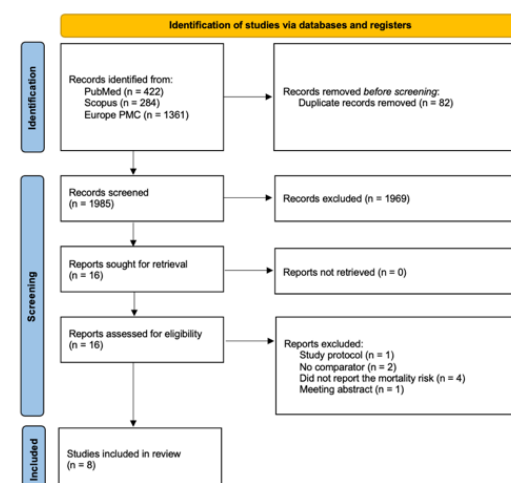 Identification of studies via databases and registers
Identification
Records identified from:
PubMed (n = 422)
Scopus (n = 284)
Europe PMC (n = 1361)
Records removed before screening:
Duplicate records removed (n = 82)
Screening
Records screened
(n = 1985)
Records excluded (n = 1969)
Reports sought for retrieval
(n = 16)
Reports not retrieved (n = 0)
Reports assessed for eligibility
(n = 16)
Reports excluded:
Study protocol (n = 1)
No comparator (n = 2)
Did not report the mortality risk (n = 4)
Meeting abstract (n = 1)
Included
Studies included in review
(n = 8)